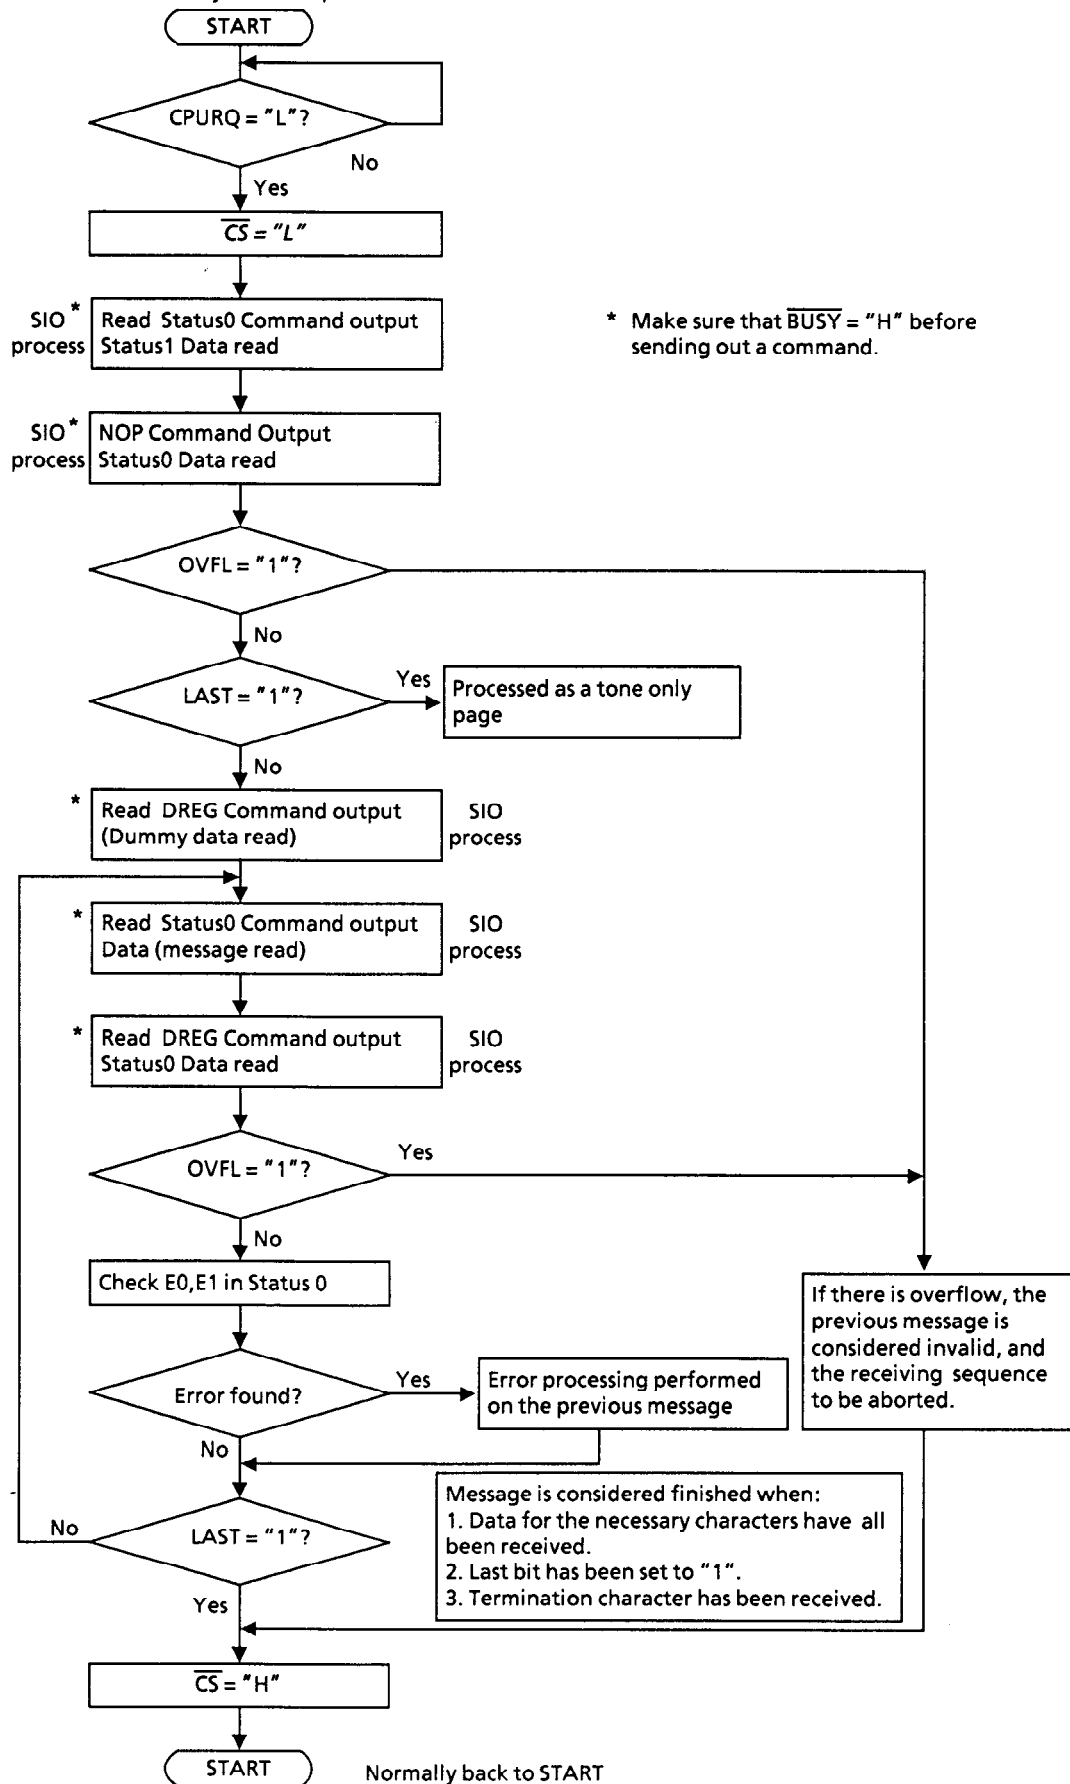 START
CPURQ = "L"?
No
Yes
CS = "L"
SIO *
process
Read Status0 Command output
Status1 Data read
* Make sure that BUSY = "H" before
sending out a command.
SIO *
process
NOP Command Output
Status0 Data read
OVFL = "1"?
No
LAST = "1"?
Yes
Processed as a tone only
page
No
*
Read DREG Command output
(Dummy data read)
SIO
process
*
Read Status0 Command output
Data (message read)
SIO
process
*
Read DREG Command output
Status0 Data read
SIO
process
OVFL = "1"?
Yes
No
Check E0,E1 in Status 0
If there is overflow, the
previous message is
considered invalid, and
the receiving sequence
to be aborted.
Error found?
Yes
Error processing performed
on the previous message
No
LAST = "1"?
No
Message is considered finished when:
1. Data for the necessary characters have all
been received.
2. Last bit has been set to "1".
3. Termination character has been received.
Yes
CS = "H"
START
Normally back to START